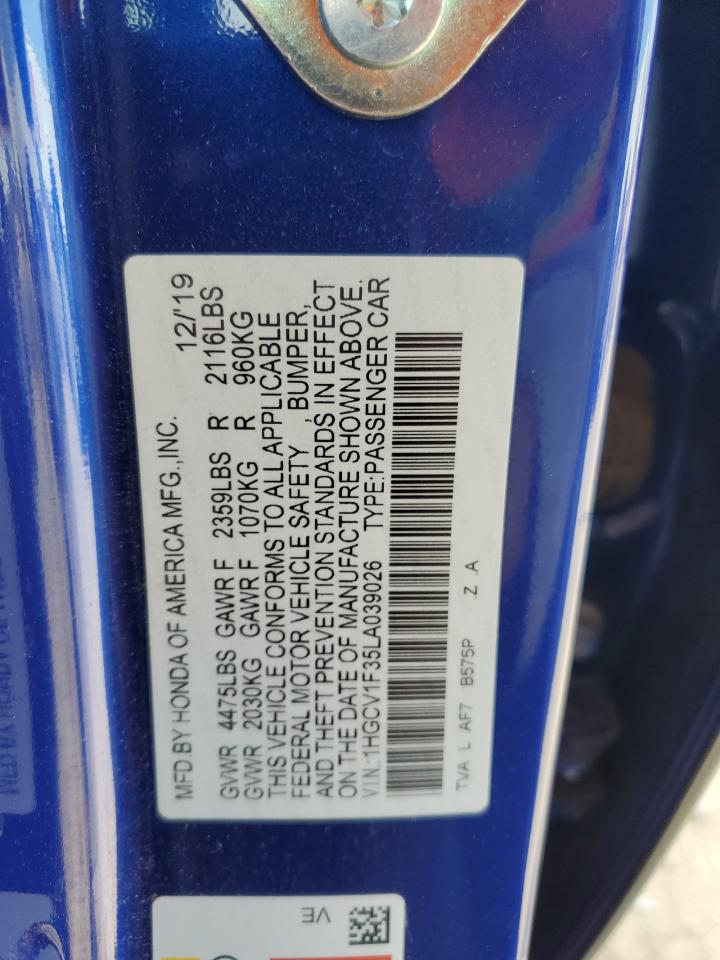 MFD.BY HONDA OF AMERICA MFG.,INC. 12/'19
GVWR 4475LBS GAWR F 2359LBS R 2116LBS
GVWR 2030KG GAWR F 1070KG R 960KG
THIS VEHICLE CONFORMS TO ALL APPLICABLE
FEDERAL MOTOR VEHICLE SAFETY , BUMPER,
AND THEFT PREVENTION STANDARDS IN EFFECT
ON THE DATE OF MANUFACTURE SHOWN ABOVE.
V.I.N.:1HGCV1F35LA039026 TYPE:PASSENGER CAR
TVA L AF7 B575P .Z .A
VE